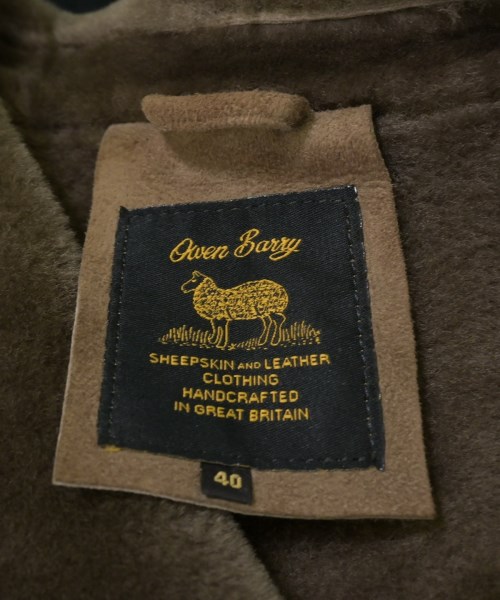 Owen Barry
SHEEPSKIN AND LEATHER
CLOTHING
HANDCRAFTED
IN GREAT BRITAIN
40